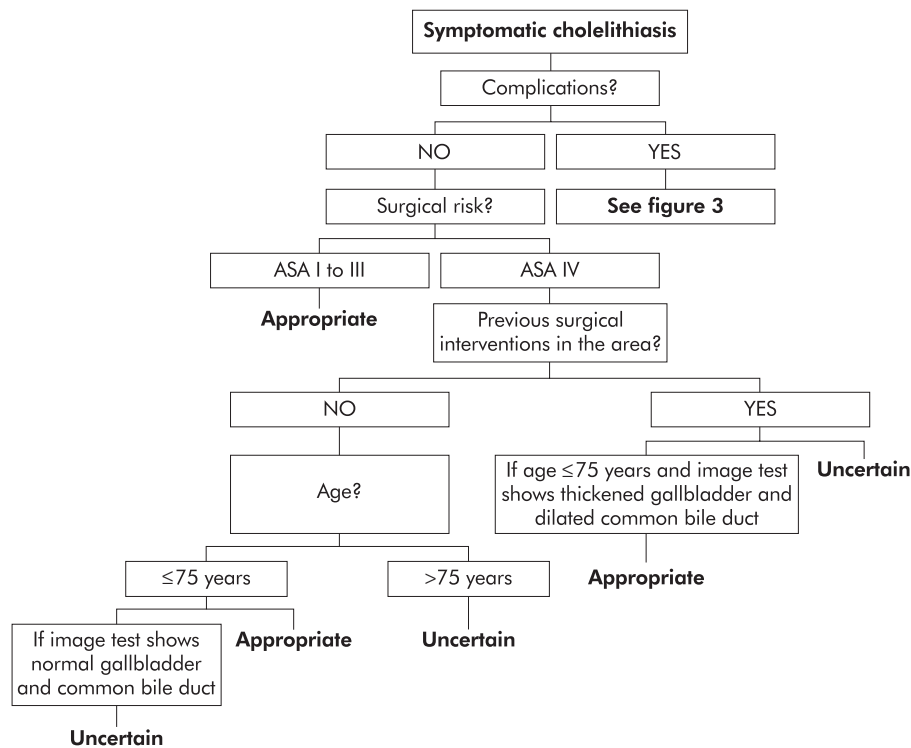 Symptomatic cholelithiasis
Complications?
NO
YES
Surgical risk?
See figure 3
ASA I to III
ASA IV
Appropriate
Previous surgical
interventions in the area?
NO
YES
Age?
If age ≤75 years and image test
shows thickened gallbladder and
dilated common bile duct
Uncertain
Appropriate
≤75 years
>75 years
If image test shows
normal gallbladder
and common bile duct
Appropriate
Uncertain
Uncertain